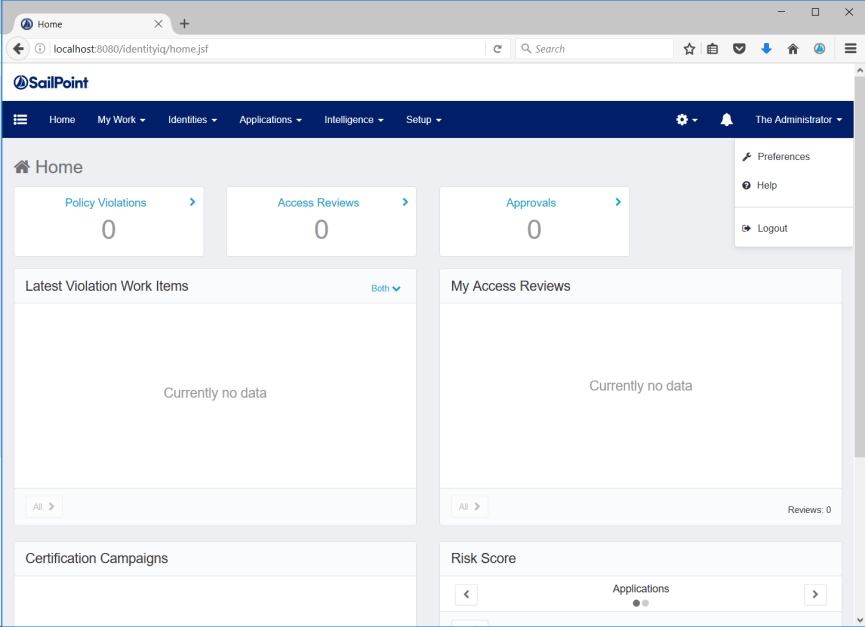 Home
localhost:8080/identityiq/home.jsf
Search
SailPoint
Home My Work Identities Applications Intelligence Setup The Administrator
Preferences
Help
Logout
Home
Policy Violations
0
Access Reviews
0
Approvals
0
Latest Violation Work Items
Both
Currently no data
All
My Access Reviews
Currently no data
All
Reviews: 0
Certification Campaigns
Risk Score
Applications